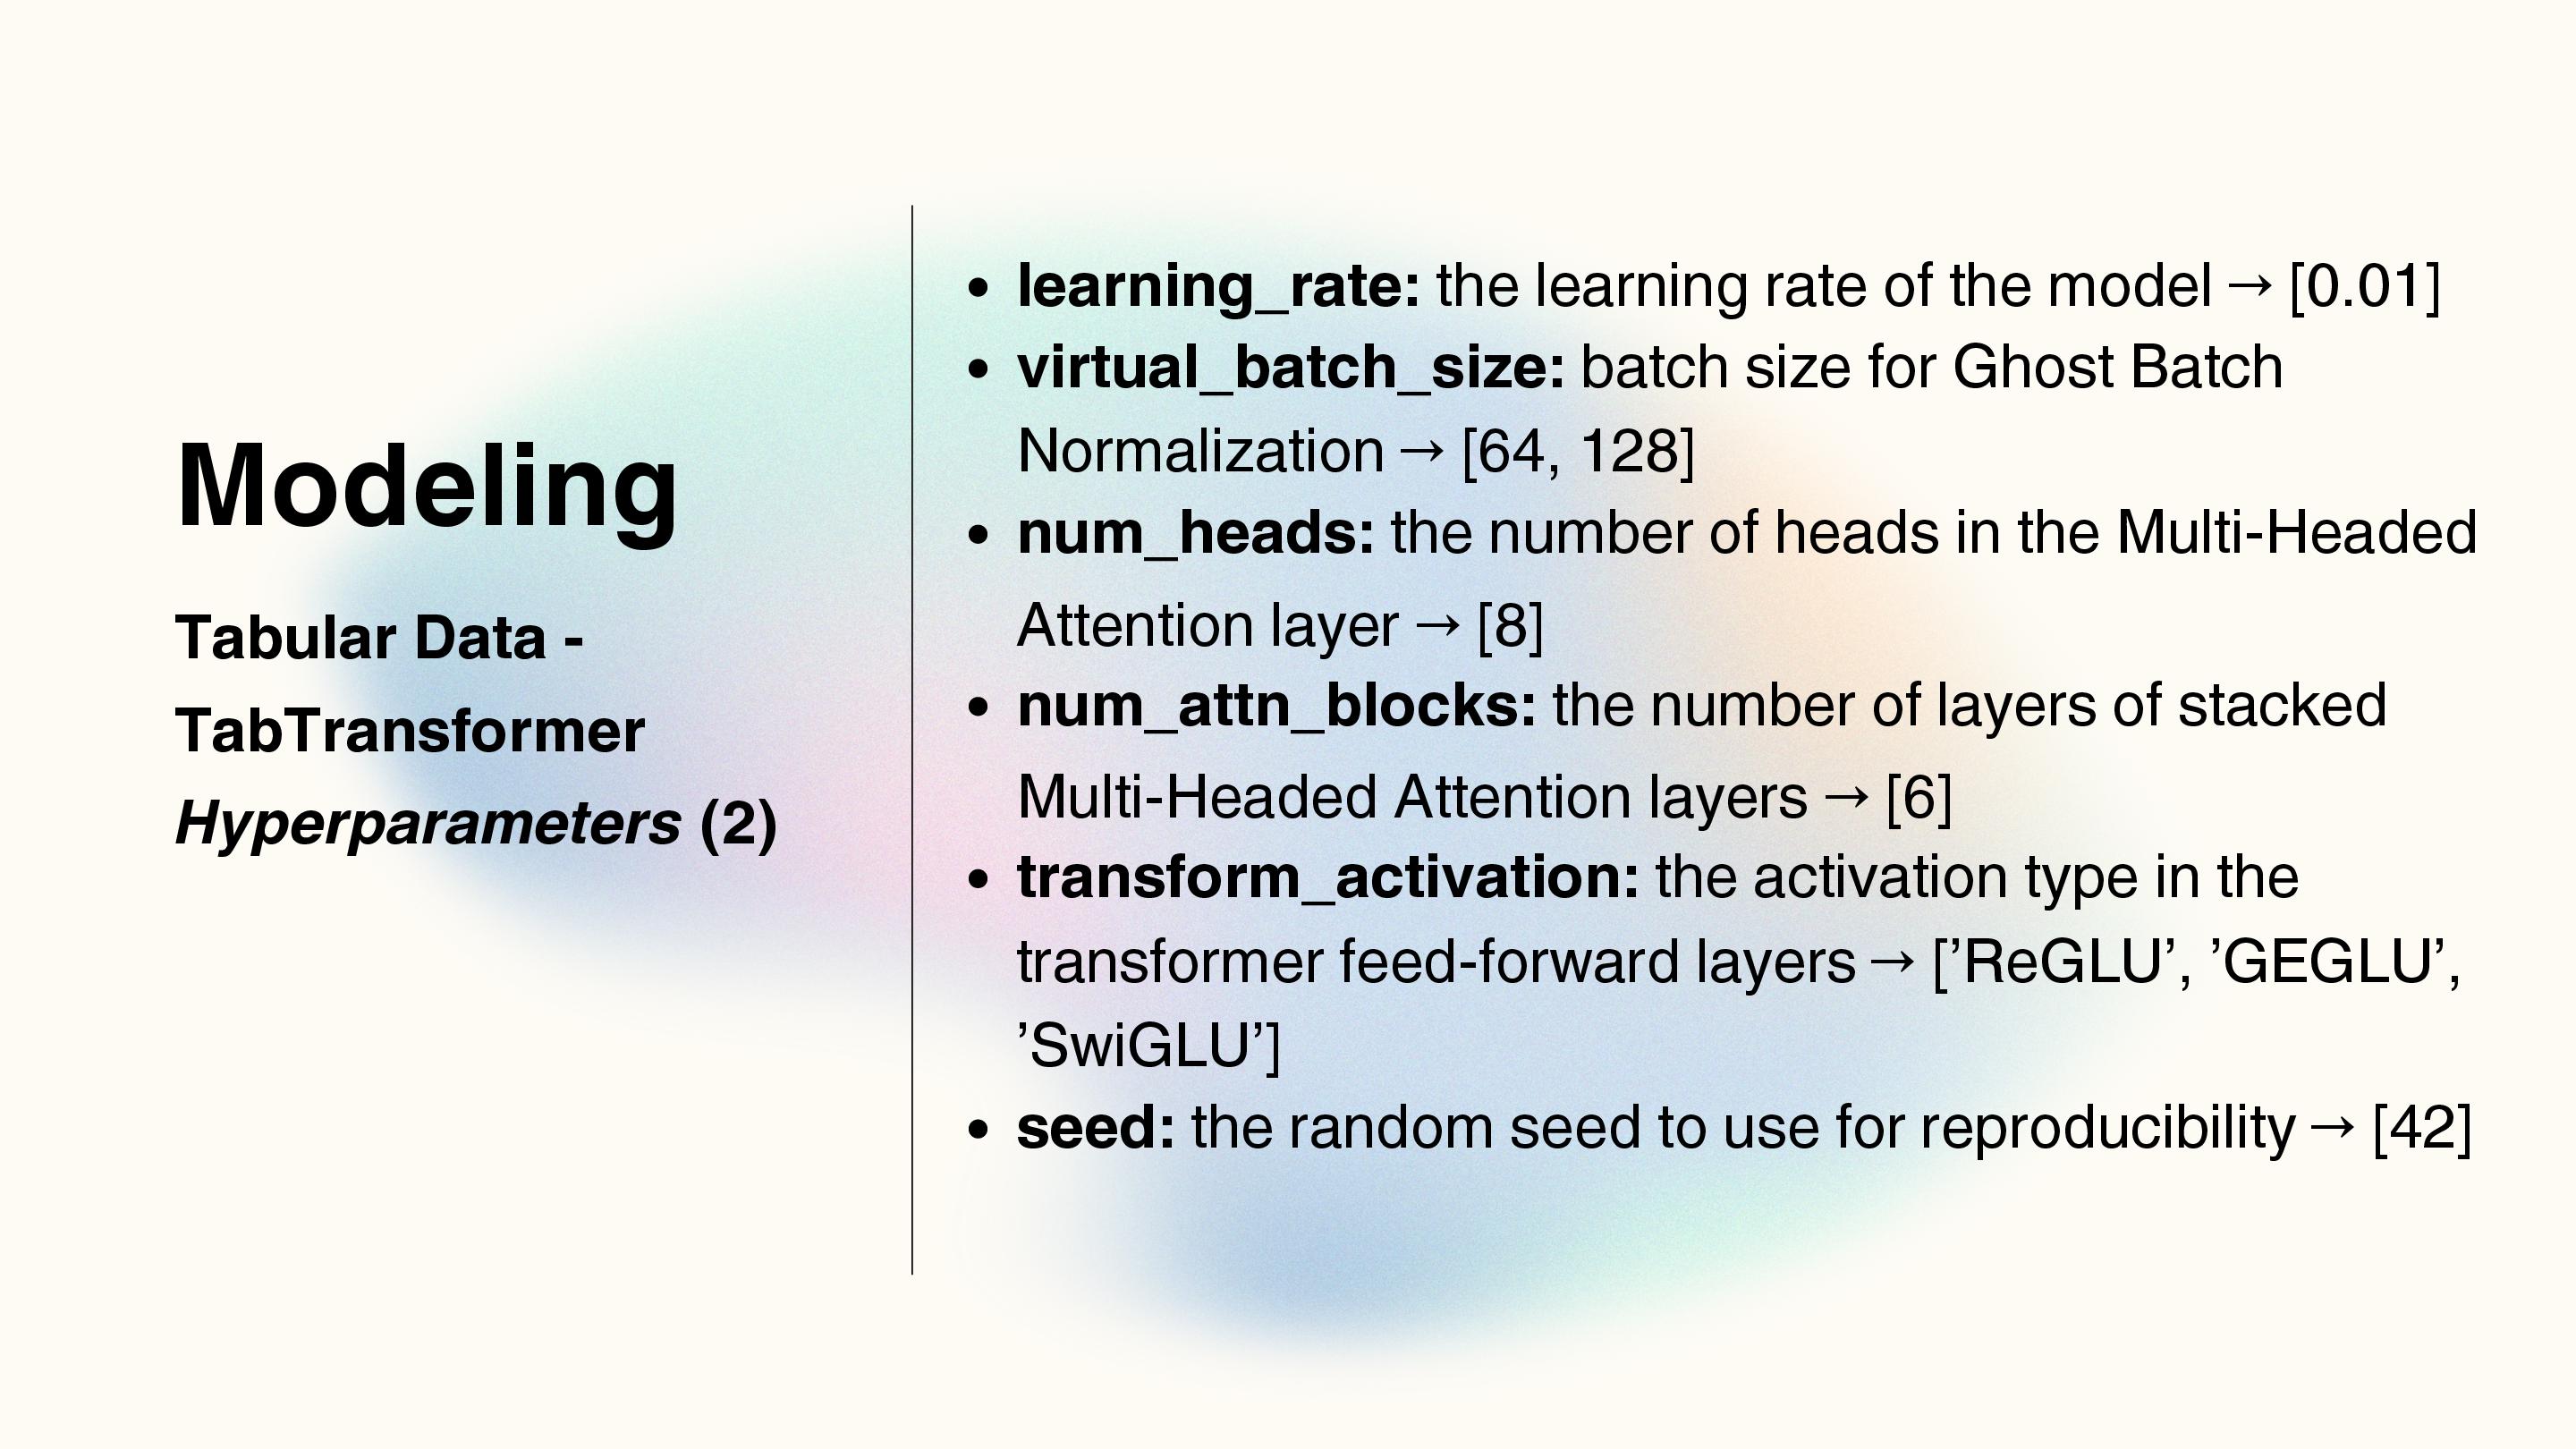 Modeling
Tabular Data -
TabTransformer
Hyperparameters (2)
• learning_rate: the learning rate of the model → [0.01]
• virtual_batch_size: batch size for Ghost Batch
Normalization → [64, 128]
• num_heads: the number of heads in the Multi-Headed
Attention layer → [8]
• num_attn_blocks: the number of layers of stacked
Multi-Headed Attention layers → [6]
• transform_activation: the activation type in the
transformer feed-forward layers → [’ReGLU’, ’GEGLU’,
’SwiGLU’]
• seed: the random seed to use for reproducibility → [42]